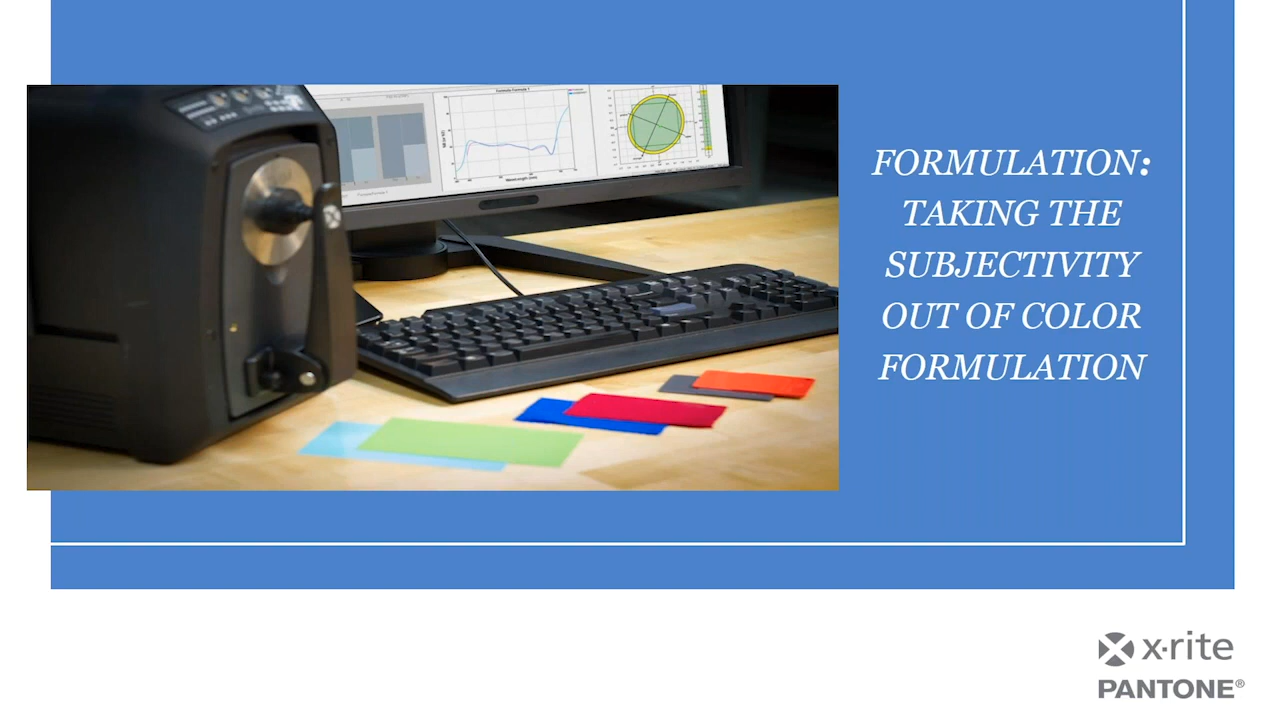 FORMULATION:
TAKING THE
SUBJECTIVITY
OUT OF COLOR
FORMULATION
x·rite
PANTONE®